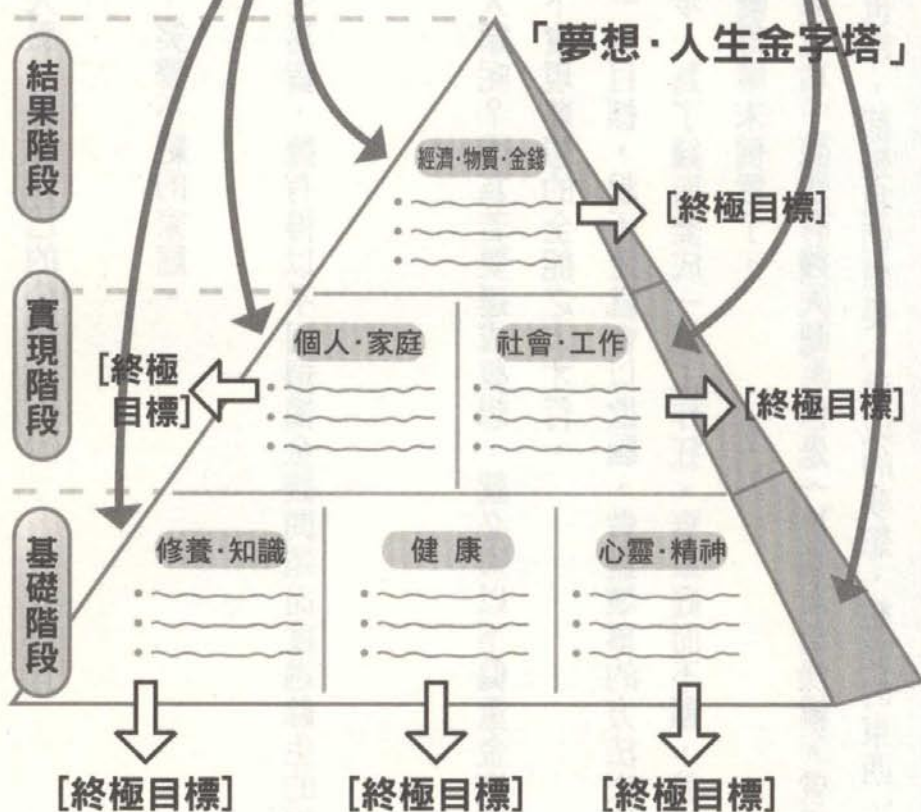 「夢想·人生金字塔」
結果階段
經濟·物質·金錢
[終極目標]
實現階段
個人·家庭
社會·工作
[終極
目標]
[終極目標]
基礎階段
修養·知識
健康
心靈·精神
[終極目標]
[終極目標]
[終極目標]